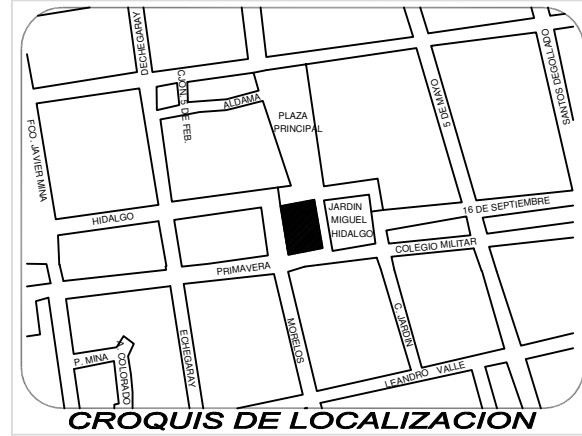 DECHEGARAY
CJON. 5 DE FEB.
ALDAMA
PLAZA
PRINCIPAL
5 DE MAYO
SANTOS DEGOLLADO
FCO. JAVIER MINA
HIDALGO
JARDIN
MIGUEL
HIDALGO
16 DE SEPTIEMBRE
COLEGIO MILITAR
PRIMAVERA
P. MINA
COLORADO
ECHEGARAY
MORELOS
C. JARDIN
LEANDRO VALLE
CROQUIS DE LOCALIZACION